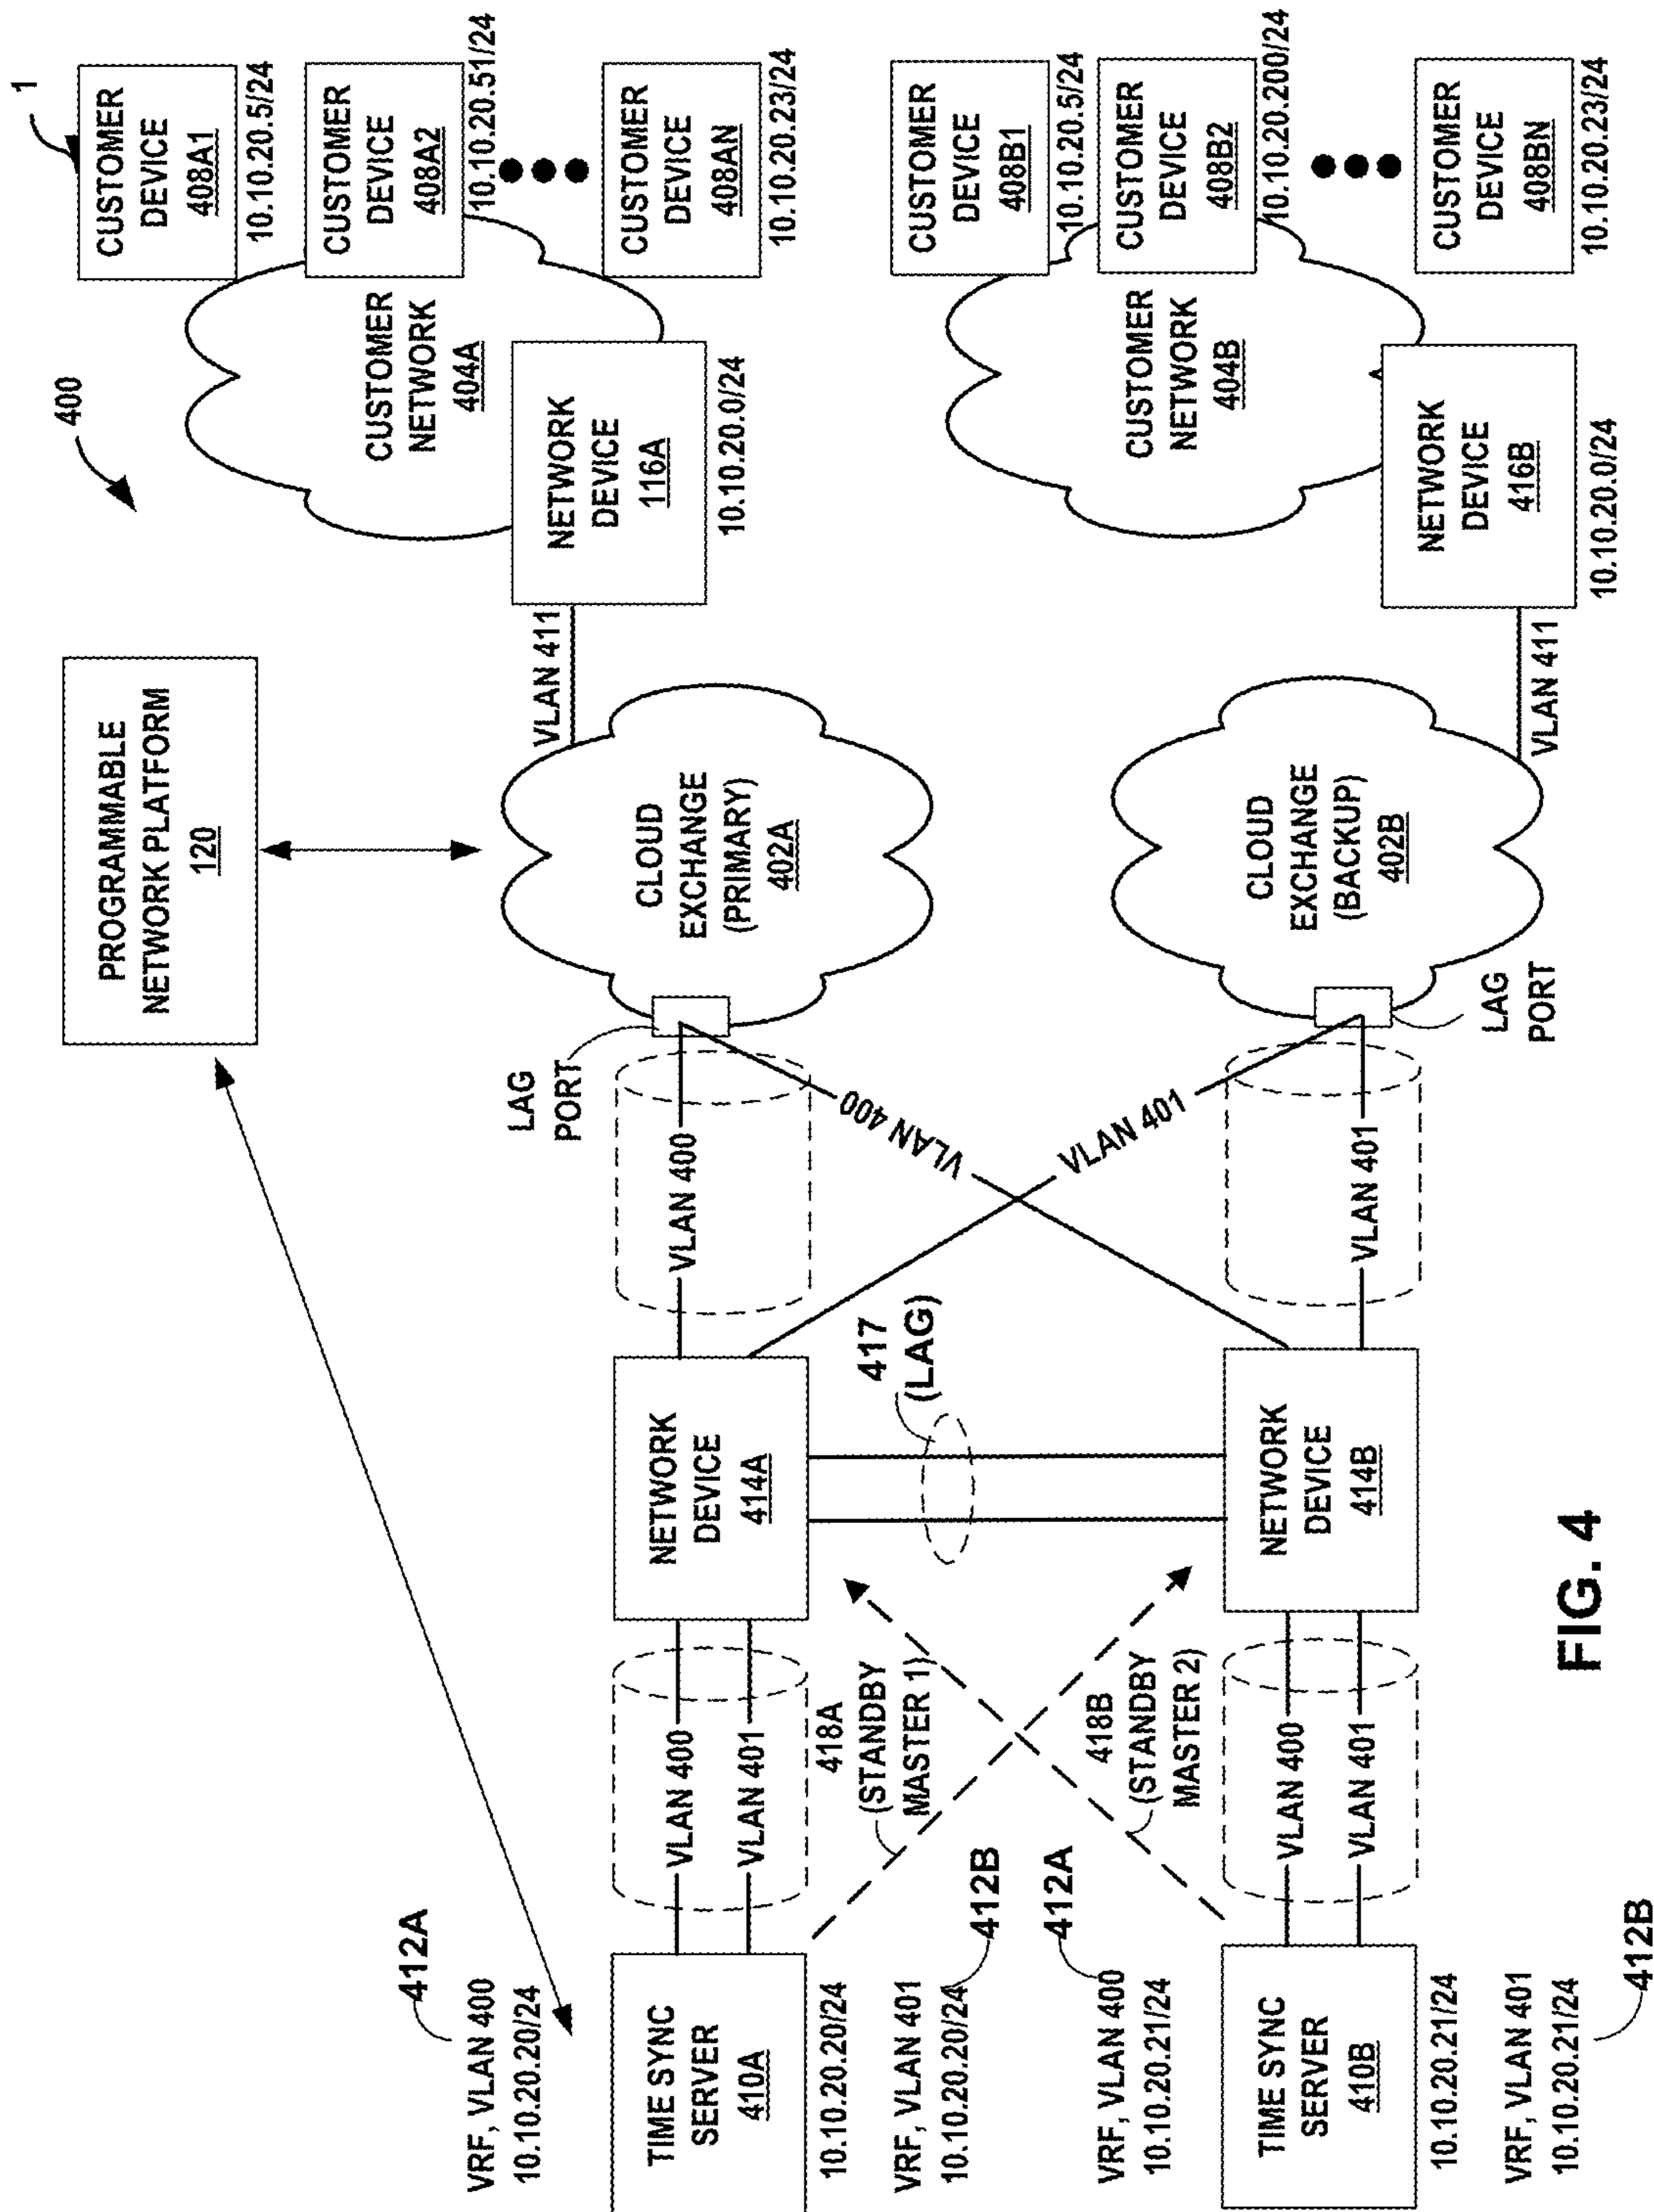 1
400
PROGRAMMABLE
NETWORK PLATFORM
120
CUSTOMER
DEVICE
408A1
10.10.20.5/24
CUSTOMER
DEVICE
408A2
10.10.20.51/24
CUSTOMER
DEVICE
408AN
10.10.20.23/24
CUSTOMER
NETWORK
404A
NETWORK
DEVICE
116A
10.10.20.0/24
VLAN 411
CLOUD
EXCHANGE
(PRIMARY)
402A
LAG
PORT
VLAN 400
VLAN 400
NETWORK
DEVICE
414A
VLAN 400
VLAN 401
412A
VRF, VLAN 400
10.10.20.20/24
TIME SYNC
SERVER
410A
10.10.20.20/24
VRF, VLAN 401
10.10.20.20/24
412B
418A
(STANDBY
MASTER 1)
417
(LAG)
CUSTOMER
DEVICE
408B1
10.10.20.5/24
CUSTOMER
DEVICE
408B2
10.10.20.200/24
CUSTOMER
DEVICE
408BN
10.10.20.23/24
CUSTOMER
NETWORK
404B
NETWORK
DEVICE
416B
10.10.20.0/24
VLAN 411
CLOUD
EXCHANGE
(BACKUP)
402B
LAG
PORT
VLAN 401
VLAN 401
NETWORK
DEVICE
414B
418B
(STANDBY
MASTER 2)
VLAN 400
VLAN 401
412A
VRF, VLAN 400
10.10.20.21/24
TIME SYNC
SERVER
410B
10.10.20.21/24
VRF, VLAN 401
10.10.20.21/24
412B
FIG. 4